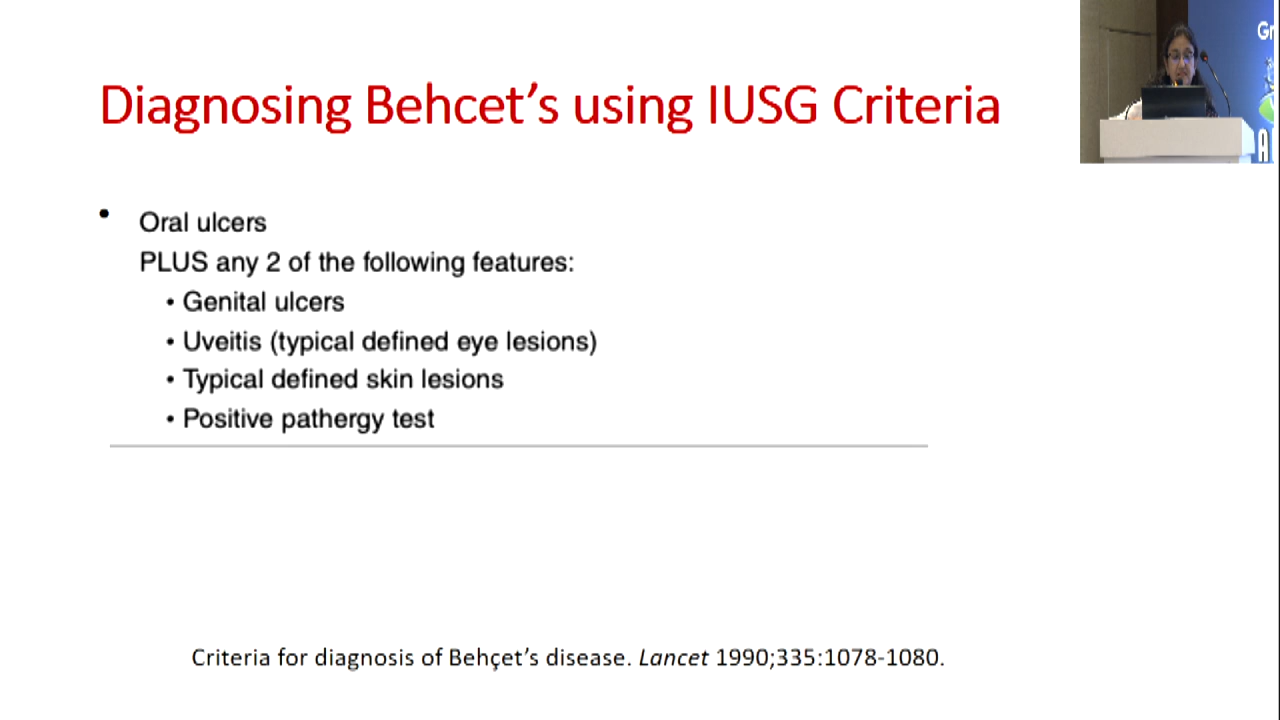 Diagnosing Behcet’s using IUSG Criteria
• Oral ulcers
PLUS any 2 of the following features:
• Genital ulcers
• Uveitis (typical defined eye lesions)
• Typical defined skin lesions
• Positive pathergy test
Criteria for diagnosis of Behçet’s disease. Lancet 1990;335:1078-1080.